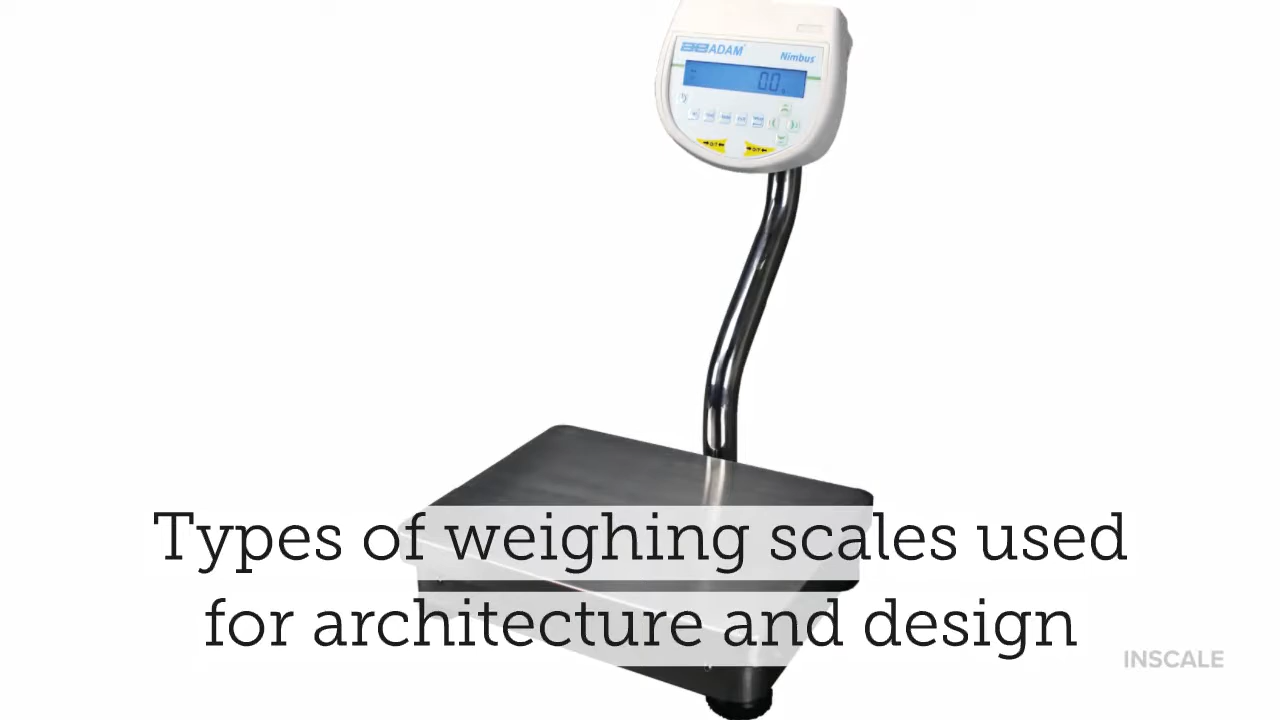 ADAM
Nimbus
0.0
Types of weighing scales used
for architecture and design
INSCALE